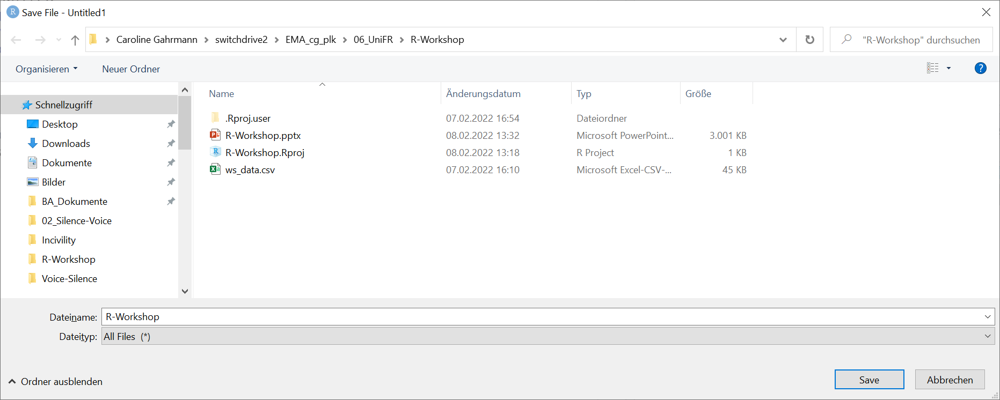 Save File - Untitled1
Caroline Gahrmann > switchdrive2 > EMA_cg_plk > 06_UniFR > R-Workshop
"R-Workshop" durchsuchen
Organisieren
Neuer Ordner
Name
Änderungsdatum
Typ
Größe
Schnellzugriff
Desktop
Downloads
Dokumente
Bilder
BA_Dokumente
02_Silence-Voice
Incivility
R-Workshop
Voice-Silence
.Rproj.user 07.02.2022 16:54 Dateiordner
R-Workshop.pptx 08.02.2022 13:32 Microsoft PowerPoint... 3.001 KB
R-Workshop.Rproj 08.02.2022 13:18 R Project 1 KB
ws_data.csv 07.02.2022 16:10 Microsoft Excel-CSV-... 45 KB
Dateiname: R-Workshop
Dateityp: All Files (*)
Ordner ausblenden
Save
Abbrechen